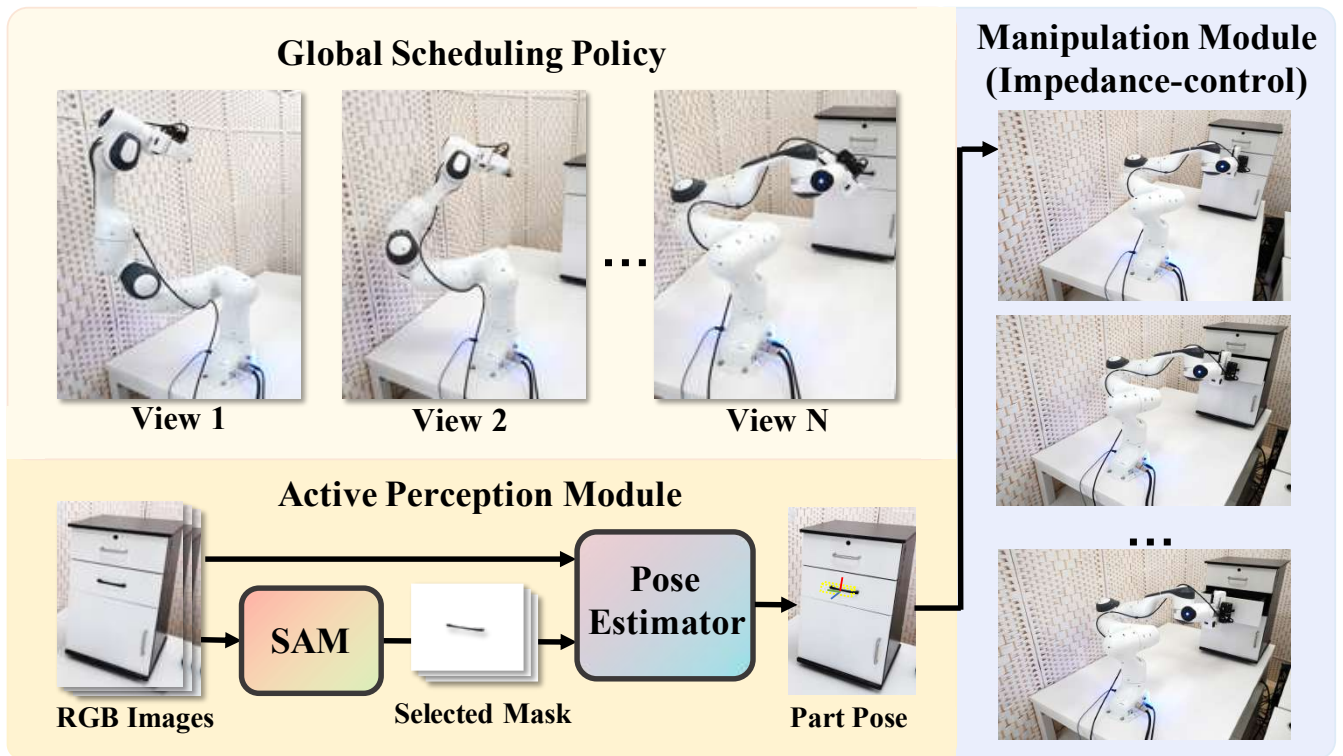 Global Scheduling Policy
View 1
View 2
...
View N
Active Perception Module
RGB Images
SAM
Selected Mask
Pose
Estimator
Part Pose
Manipulation Module
(Impedance-control)
...